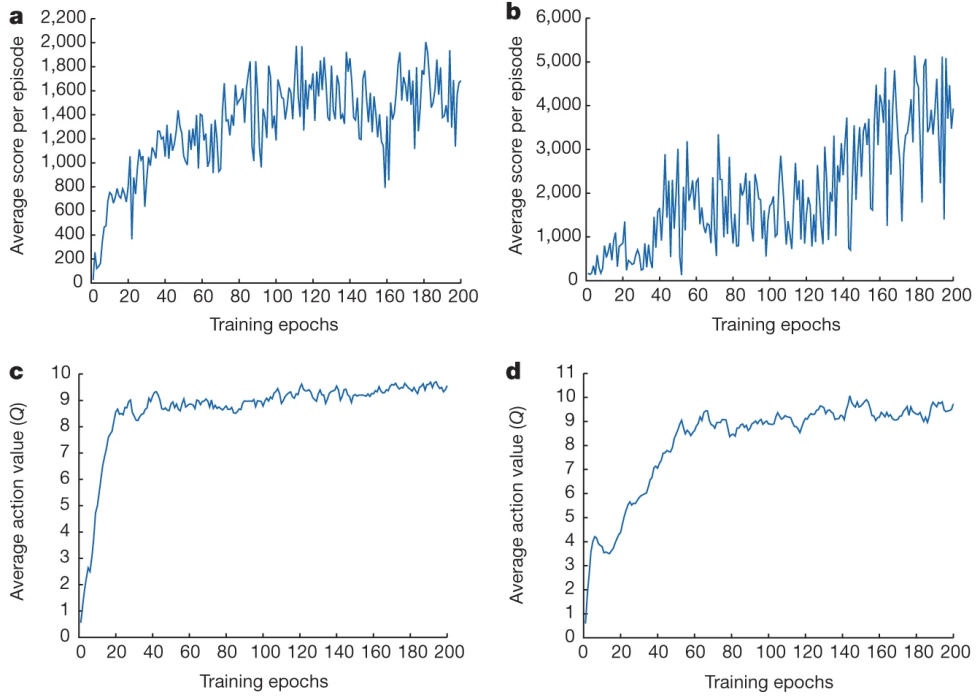 a
Average score per episode
2,200
2,000
1,800
1,600
1,400
1,200
1,000
800
600
400
200
0
0 20 40 60 80 100 120 140 160 180 200
Training epochs
b
Average score per episode
6,000
5,000
4,000
3,000
2,000
1,000
0
0 20 40 60 80 100 120 140 160 180 200
Training epochs
c
Average action value (Q)
10
9
8
7
6
5
4
3
2
1
0
0 20 40 60 80 100 120 140 160 180 200
Training epochs
d
Average action value (Q)
11
10
9
8
7
6
5
4
3
2
1
0
0 20 40 60 80 100 120 140 160 180 200
Training epochs